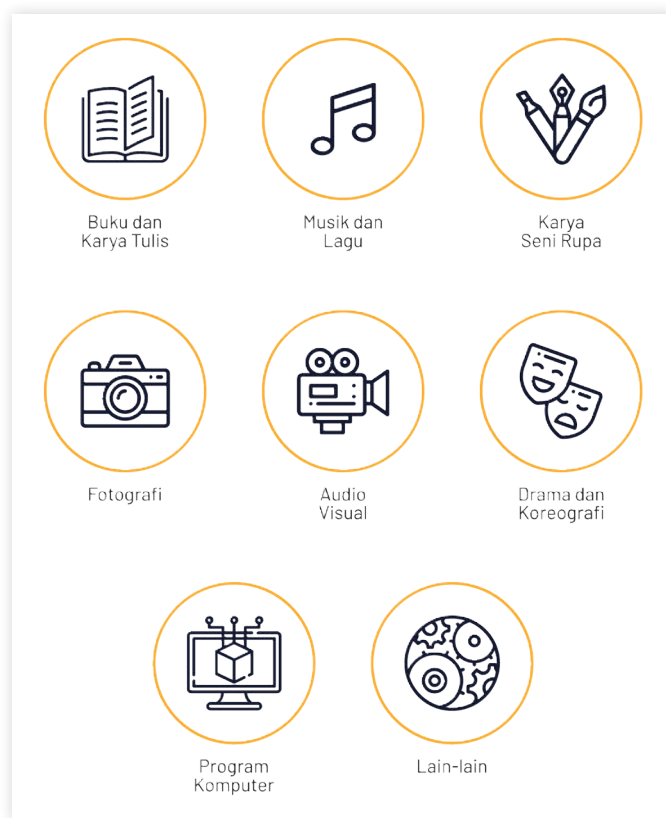 Buku dan
Karya Tulis
Musik dan
Lagu
Karya
Seni Rupa
Fotografi
Audio
Visual
Drama dan
Koreografi
Program
Komputer
Lain-lain